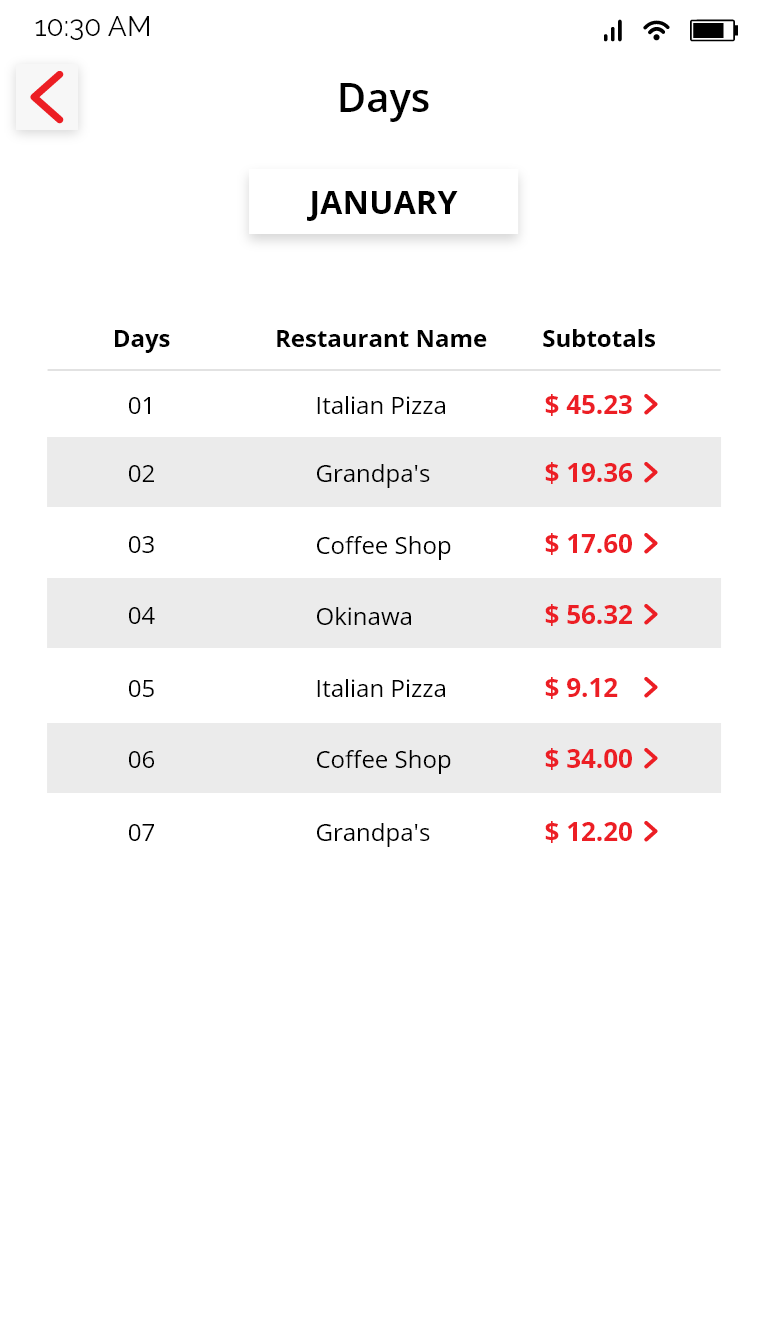 10:30 AM
Days
JANUARY
Days Restaurant Name Subtotals
01 Italian Pizza $ 45.23
02 Grandpa's $ 19.36
03 Coffee Shop $ 17.60
04 Okinawa $ 56.32
05 Italian Pizza $ 9.12
06 Coffee Shop $ 34.00
07 Grandpa's $ 12.20